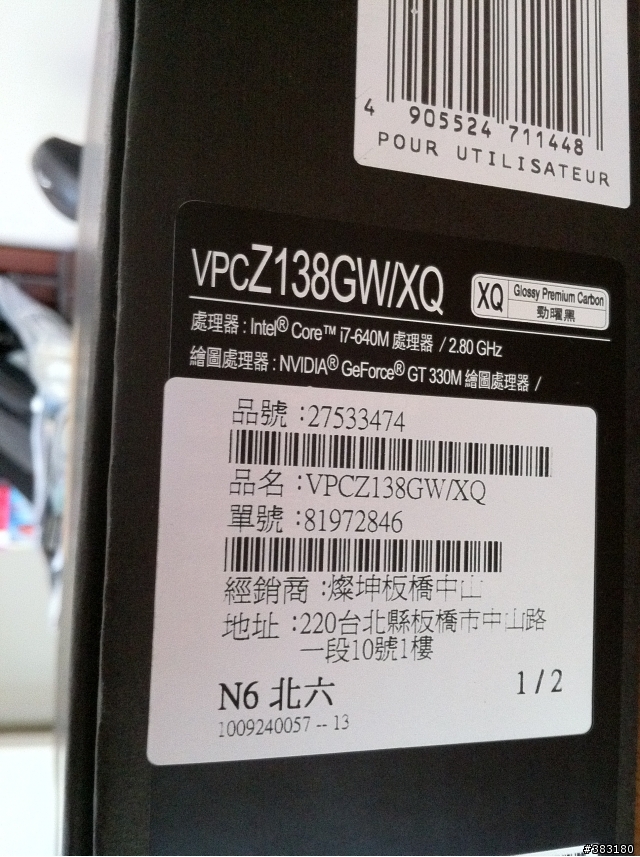 4 905524 711448
POUR UTILISATEUR
VPCZ138GW/XQ
XQ Glossy Premium Carbon
勁曜黑
處理器 : Intel® Core™ i7-640M 處理器 / 2.80 GHz
繪圖處理器 : NVIDIA® GeForce® GT 330M 繪圖處理器 /
品號 :27533474
品名 :VPCZ138GW/XQ
單號 :81972846
經銷商 :燦坤板橋中山
地址 :220台北縣板橋市中山路
一段10號1樓
N6 北六
1 / 2
1009240057 -- 13
#383180